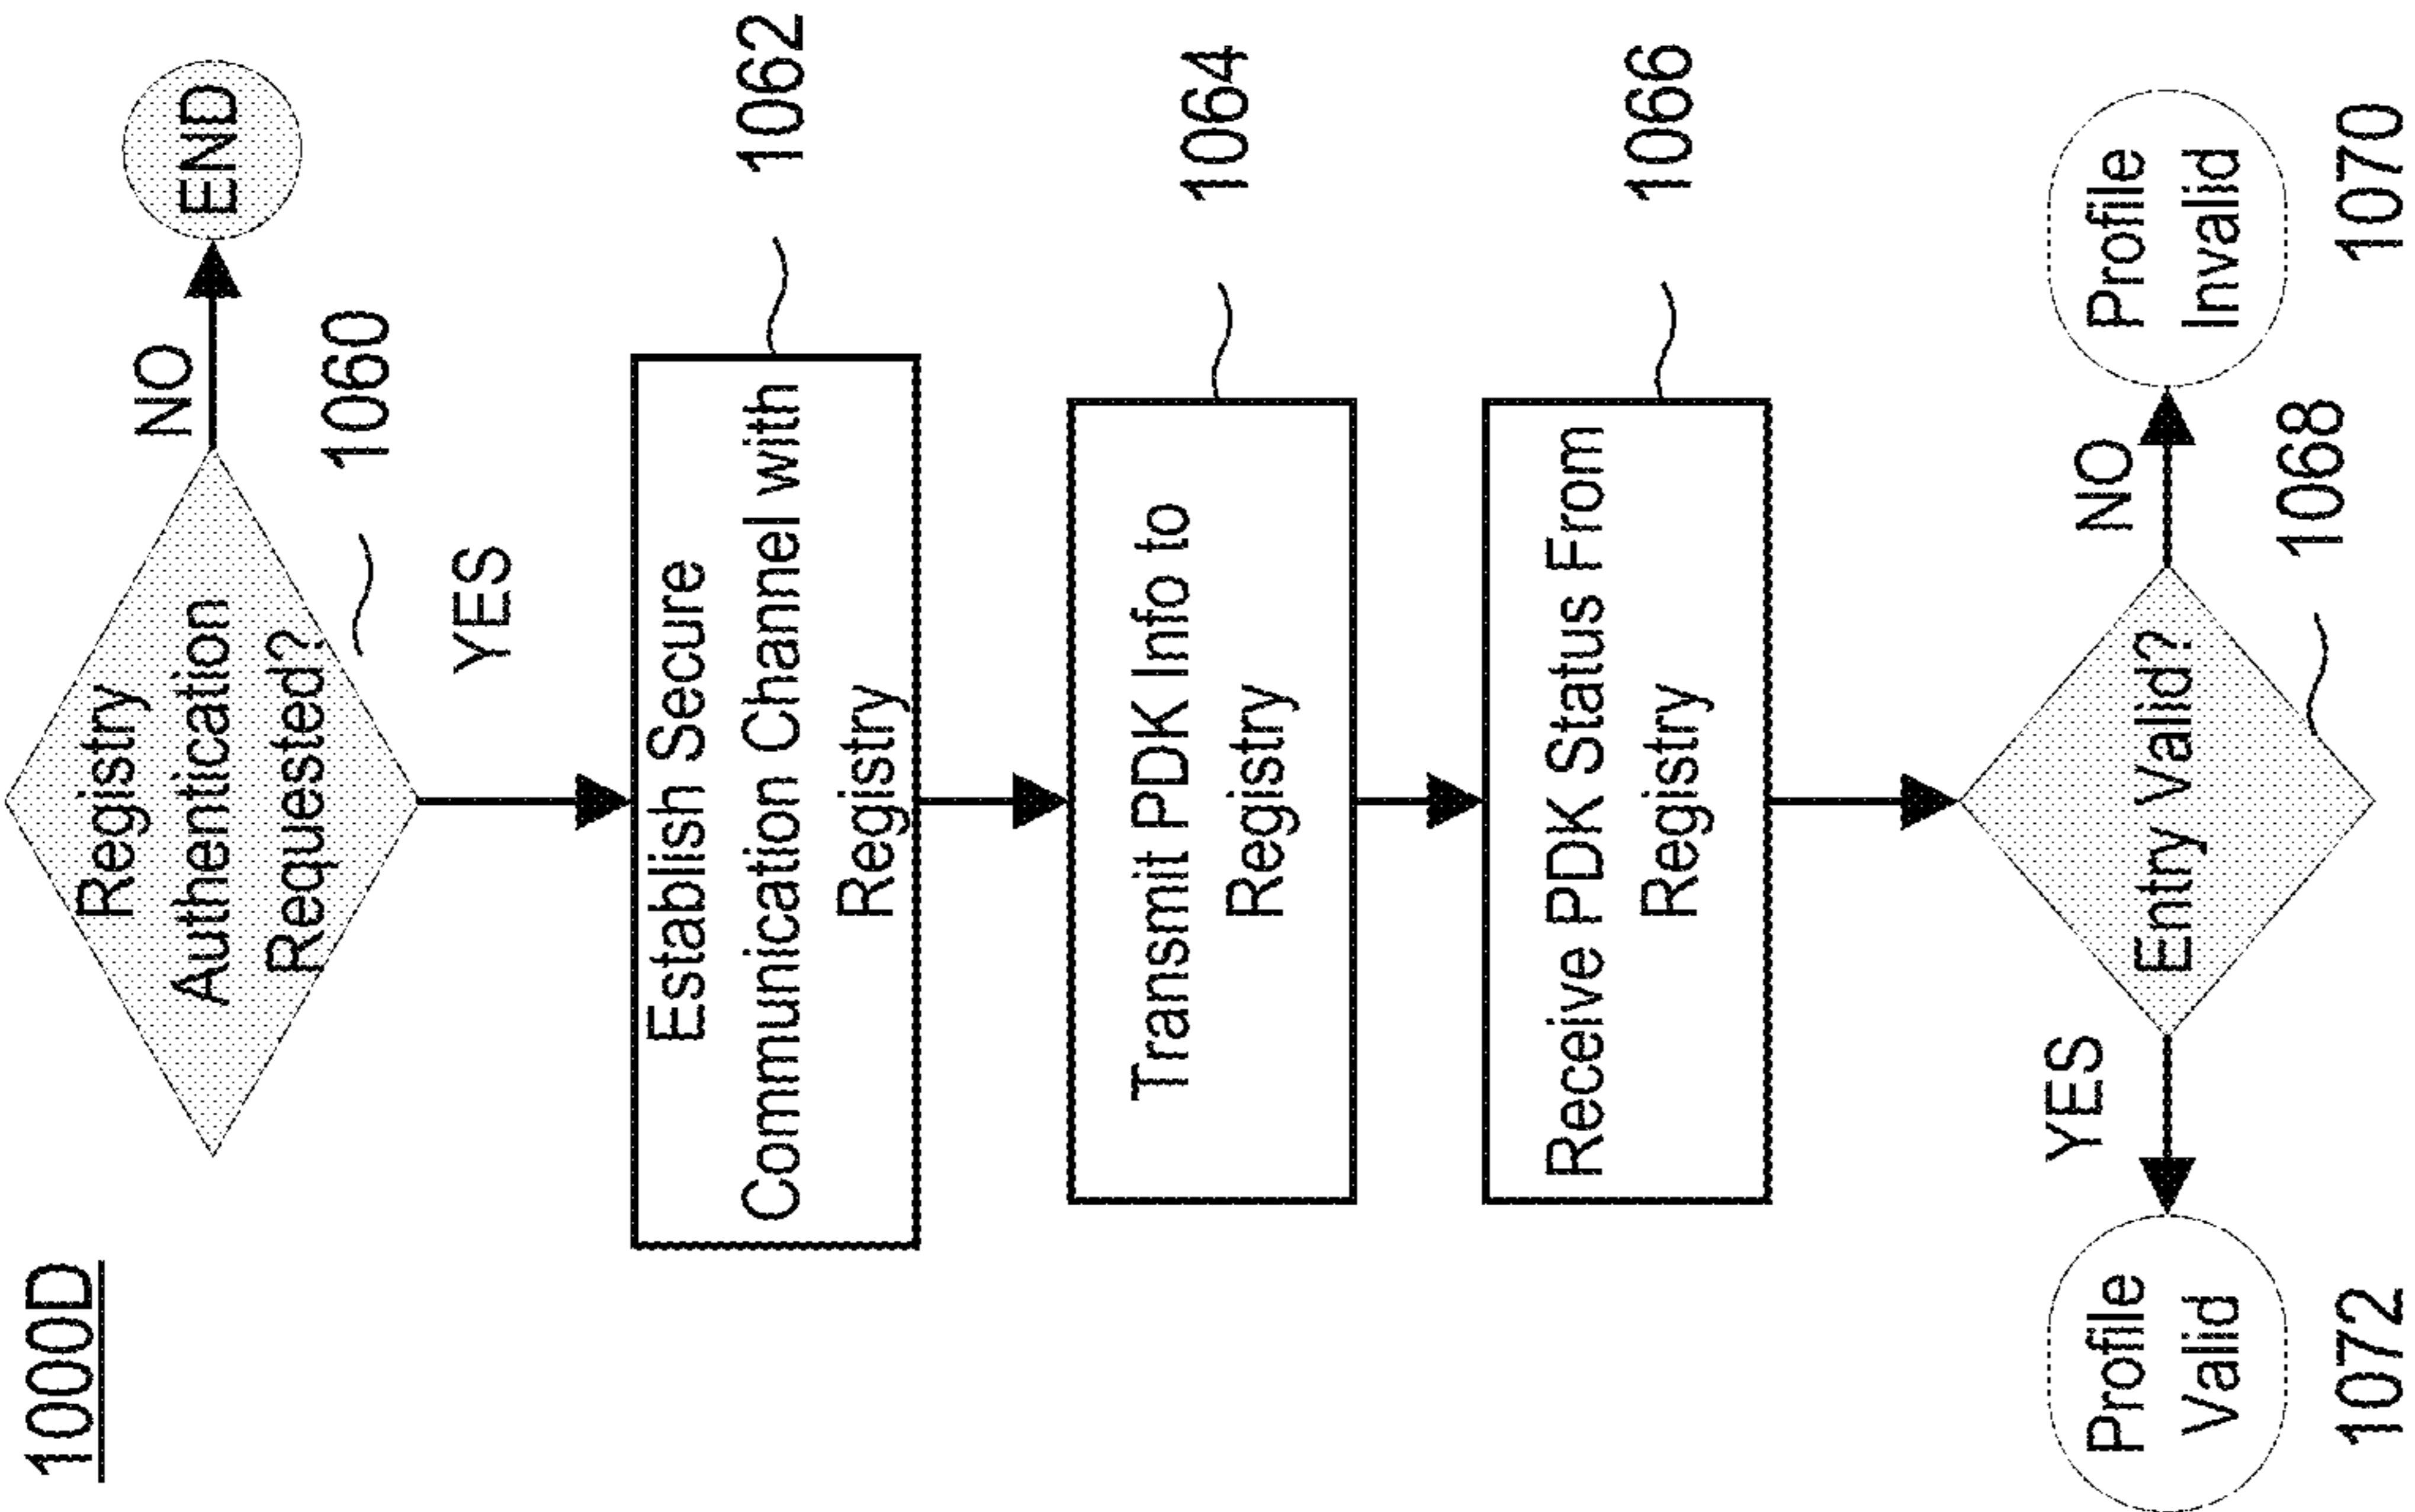 1000D
Registry
Authentication
Requested?
NO
END
1060
YES
Establish Secure
Communication Channel with
Registry
1062
Transmit PDK Info to
Registry
1064
Receive PDK Status From
Registry
1066
Entry Valid?
1068
YES
NO
Profile
Valid
1072
Profile
Invalid
1070